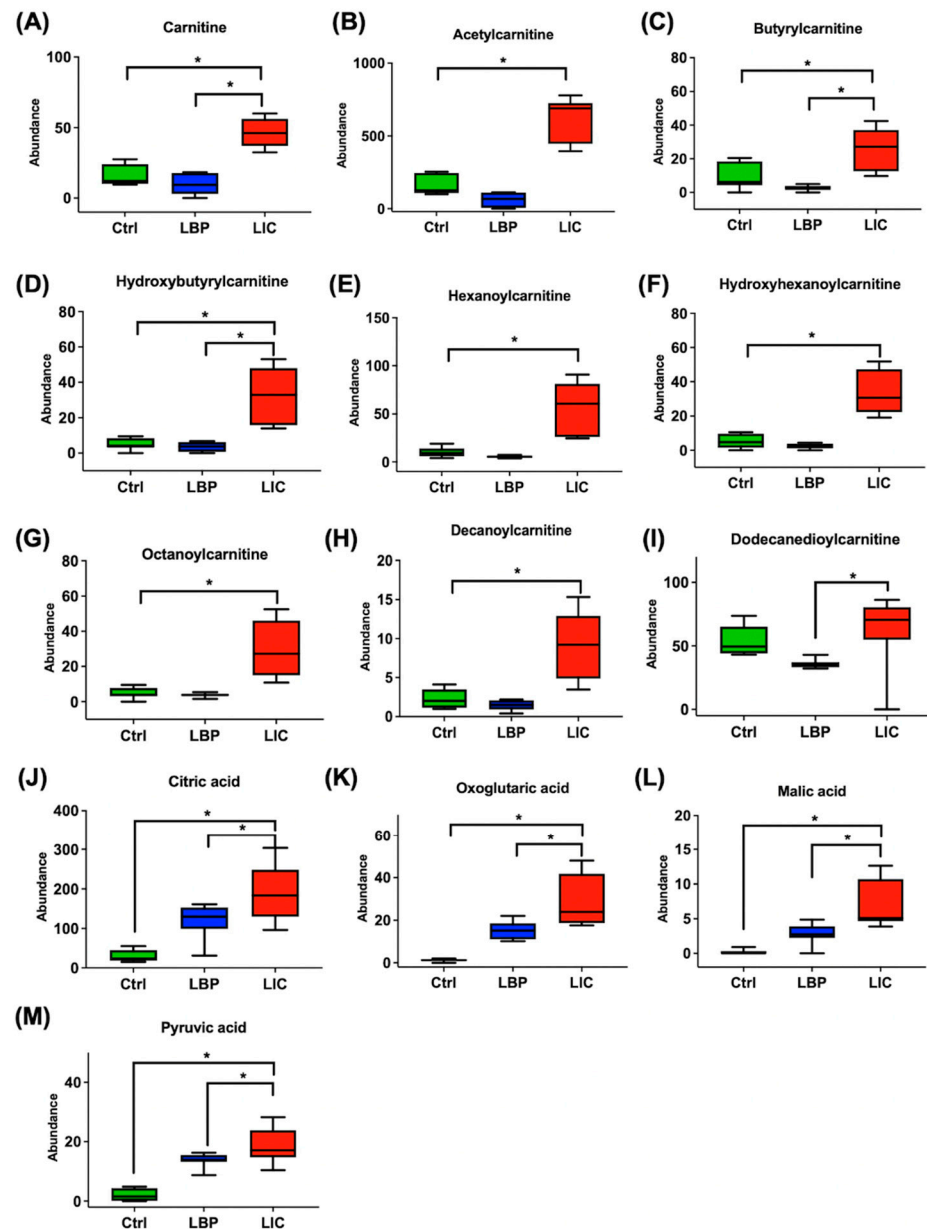 (A)
Carnitine
Abundance
100
50
0
*
*
Ctrl LBP LIC
(B)
Acetylcarnitine
Abundance
1000
500
0
*
Ctrl LBP LIC
(C)
Butyrylcarnitine
Abundance
80
60
40
20
0
*
*
Ctrl LBP LIC
(D)
Hydroxybutyrylcarnitine
Abundance
80
60
40
20
0
*
*
Ctrl LBP LIC
(E)
Hexanoylcarnitine
Abundance
150
100
50
0
*
Ctrl LBP LIC
(F)
Hydroxyhexanoylcarnitine
Abundance
80
60
40
20
0
*
Ctrl LBP LIC
(G)
Octanoylcarnitine
Abundance
80
60
40
20
0
*
Ctrl LBP LIC
(H)
Decanoylcarnitine
Abundance
20
15
10
5
0
*
Ctrl LBP LIC
(I)
Dodecanedioylcarnitine
Abundance
100
50
0
*
Ctrl LBP LIC
(J)
Citric acid
Abundance
400
300
200
100
0
*
*
Ctrl LBP LIC
(K)
Oxoglutaric acid
Abundance
60
40
20
0
*
*
Ctrl LBP LIC
(L)
Malic acid
Abundance
20
15
10
5
0
*
*
Ctrl LBP LIC
(M)
Pyruvic acid
Abundance
40
20
0
*
*
Ctrl LBP LIC